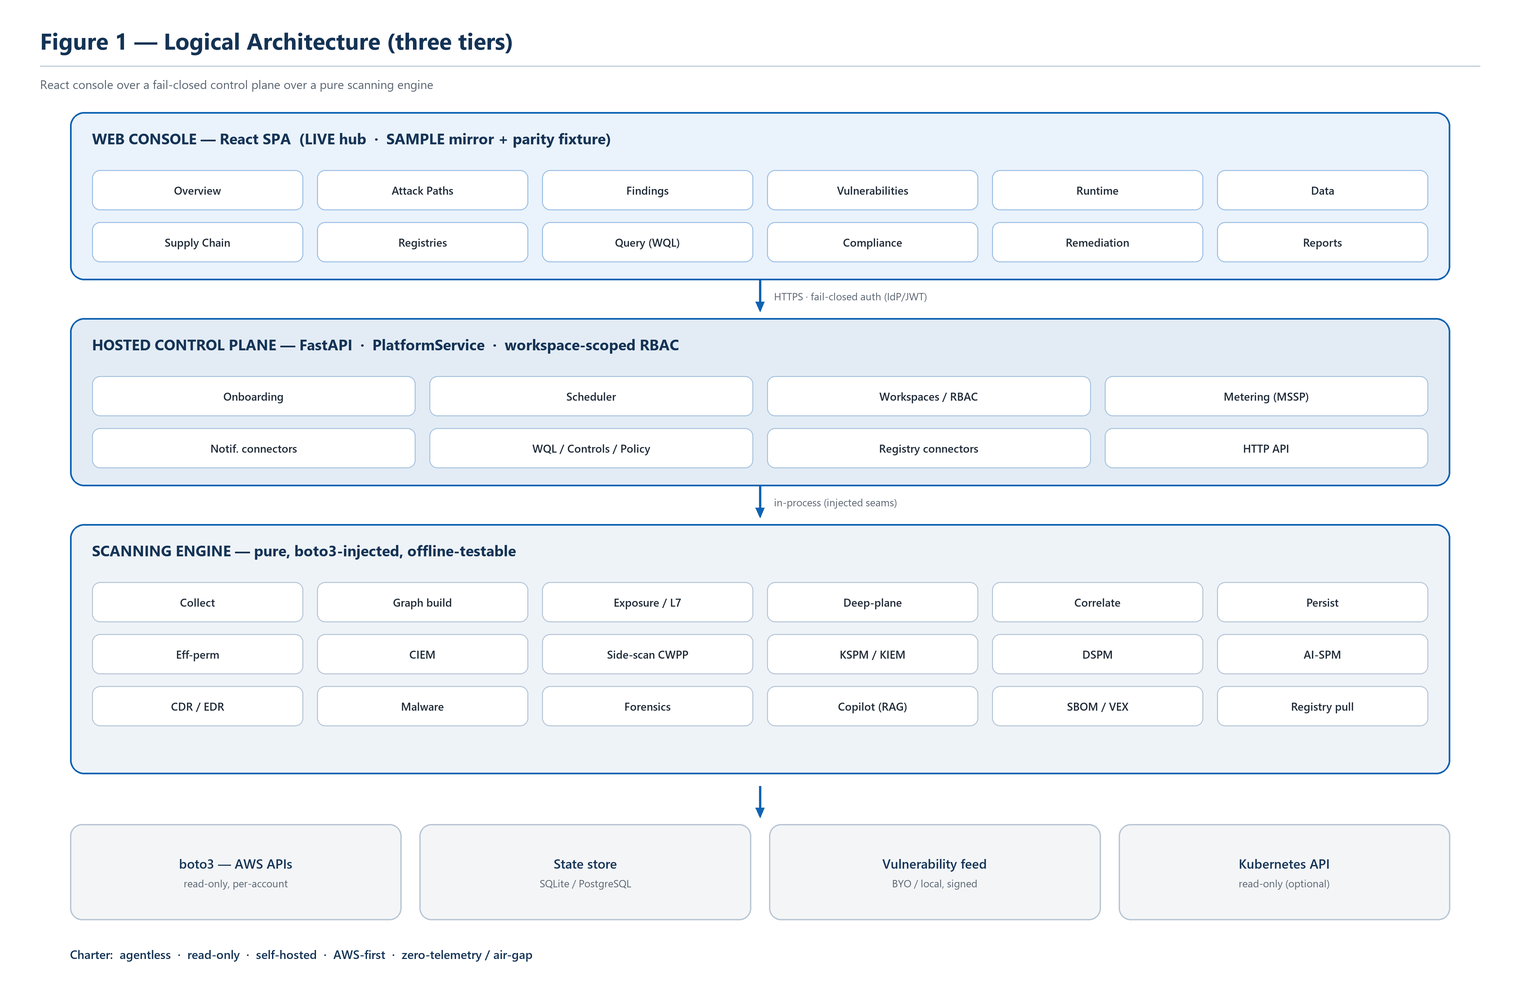 Figure 1 — Logical Architecture (three tiers)
React console over a fail-closed control plane over a pure scanning engine
WEB CONSOLE — React SPA (LIVE hub · SAMPLE mirror + parity fixture)
Overview
Attack Paths
Findings
Vulnerabilities
Runtime
Data
Supply Chain
Registries
Query (WQL)
Compliance
Remediation
Reports
HTTPS · fail-closed auth (IdP/JWT)
HOSTED CONTROL PLANE — FastAPI · PlatformService · workspace-scoped RBAC
Onboarding
Scheduler
Workspaces / RBAC
Metering (MSSP)
Notif. connectors
WQL / Controls / Policy
Registry connectors
HTTP API
in-process (injected seams)
SCANNING ENGINE — pure, boto3-injected, offline-testable
Collect
Graph build
Exposure / L7
Deep-plane
Correlate
Persist
Eff-perm
CIEM
Side-scan CWPP
KSPM / KIEM
DSPM
AI-SPM
CDR / EDR
Malware
Forensics
Copilot (RAG)
SBOM / VEX
Registry pull
boto3 — AWS APIs
read-only, per-account
State store
SQLite / PostgreSQL
Vulnerability feed
BYO / local, signed
Kubernetes API
read-only (optional)
Charter: agentless · read-only · self-hosted · AWS-first · zero-telemetry / air-gap